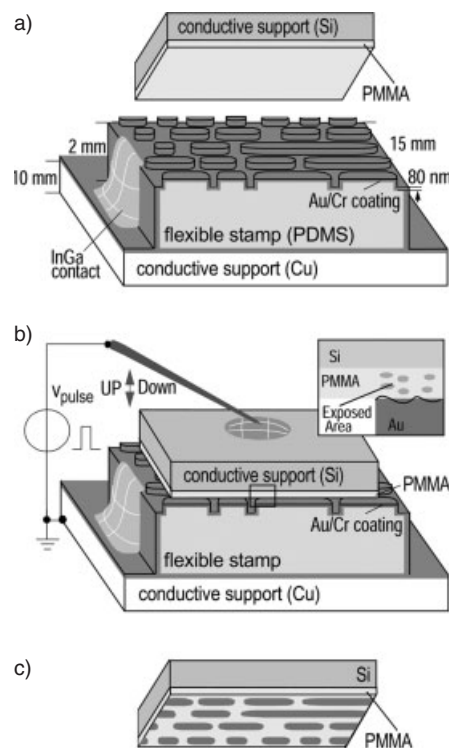 a)
conductive support (Si)
PMMA
2 mm
15 mm
10 mm
80 nm
Au/Cr coating
flexible stamp (PDMS)
InGa
contact
conductive support (Cu)
b)
Vpulse
UP
Down
Si
PMMA
Exposed
Area
Au
conductive support (Si)
PMMA
Au/Cr coating
flexible stamp
conductive support (Cu)
c)
Si
PMMA